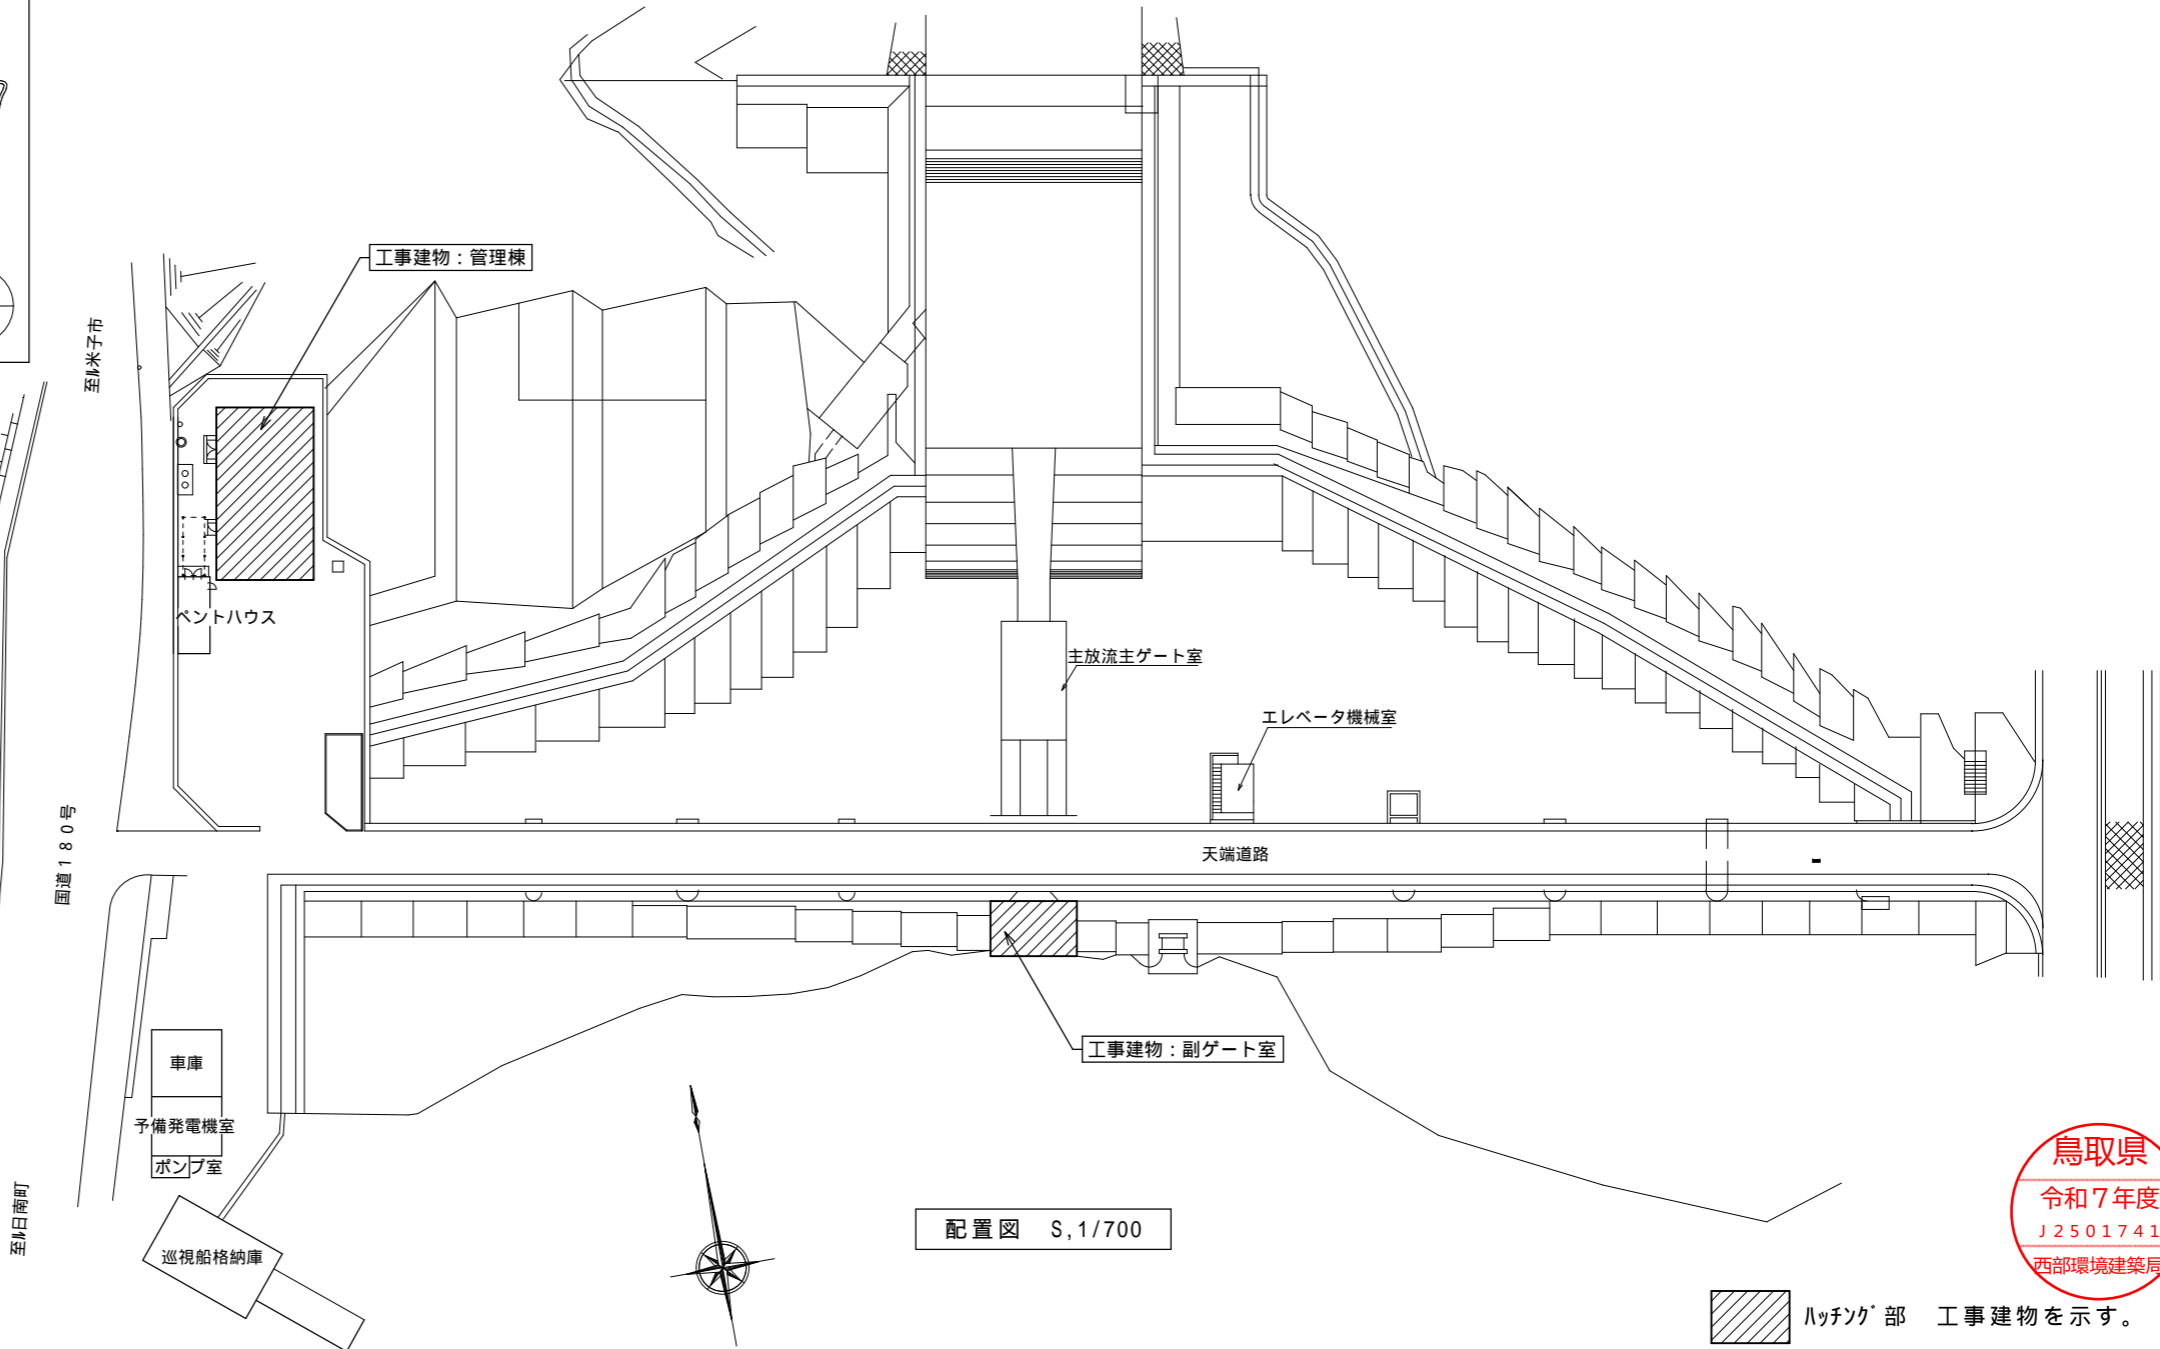 工事建物：管理棟
至ル米子市
ペントハウス
主放流主ゲート室
エレベータ機械室
国道180号
天端道路
工事建物：副ゲート室
車庫
予備発電機室
ポンプ室
至ル日南町
巡視船格納庫
配置図 S,1/700
鳥取県
令和7年度
J2501741
西部環境建築局
ﾊｯﾁﾝｸﾞ部 工事建物を示す。